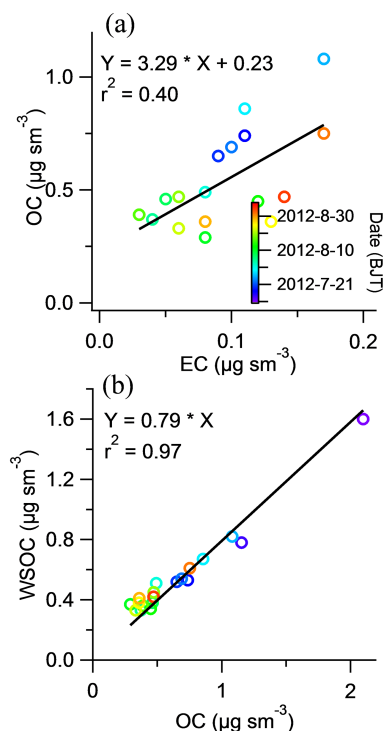 (a)
Y = 3.29 * X + 0.23
r² = 0.40
1.0
0.5
0.0
OC (µg sm⁻³)
2012-8-30
2012-8-10
2012-7-21
Date (BJT)
0.0 0.1 0.2
EC (µg sm⁻³)
(b)
Y = 0.79 * X
r² = 0.97
1.6
1.2
0.8
0.4
0.0
WSOC (µg sm⁻³)
0 1 2
OC (µg sm⁻³)